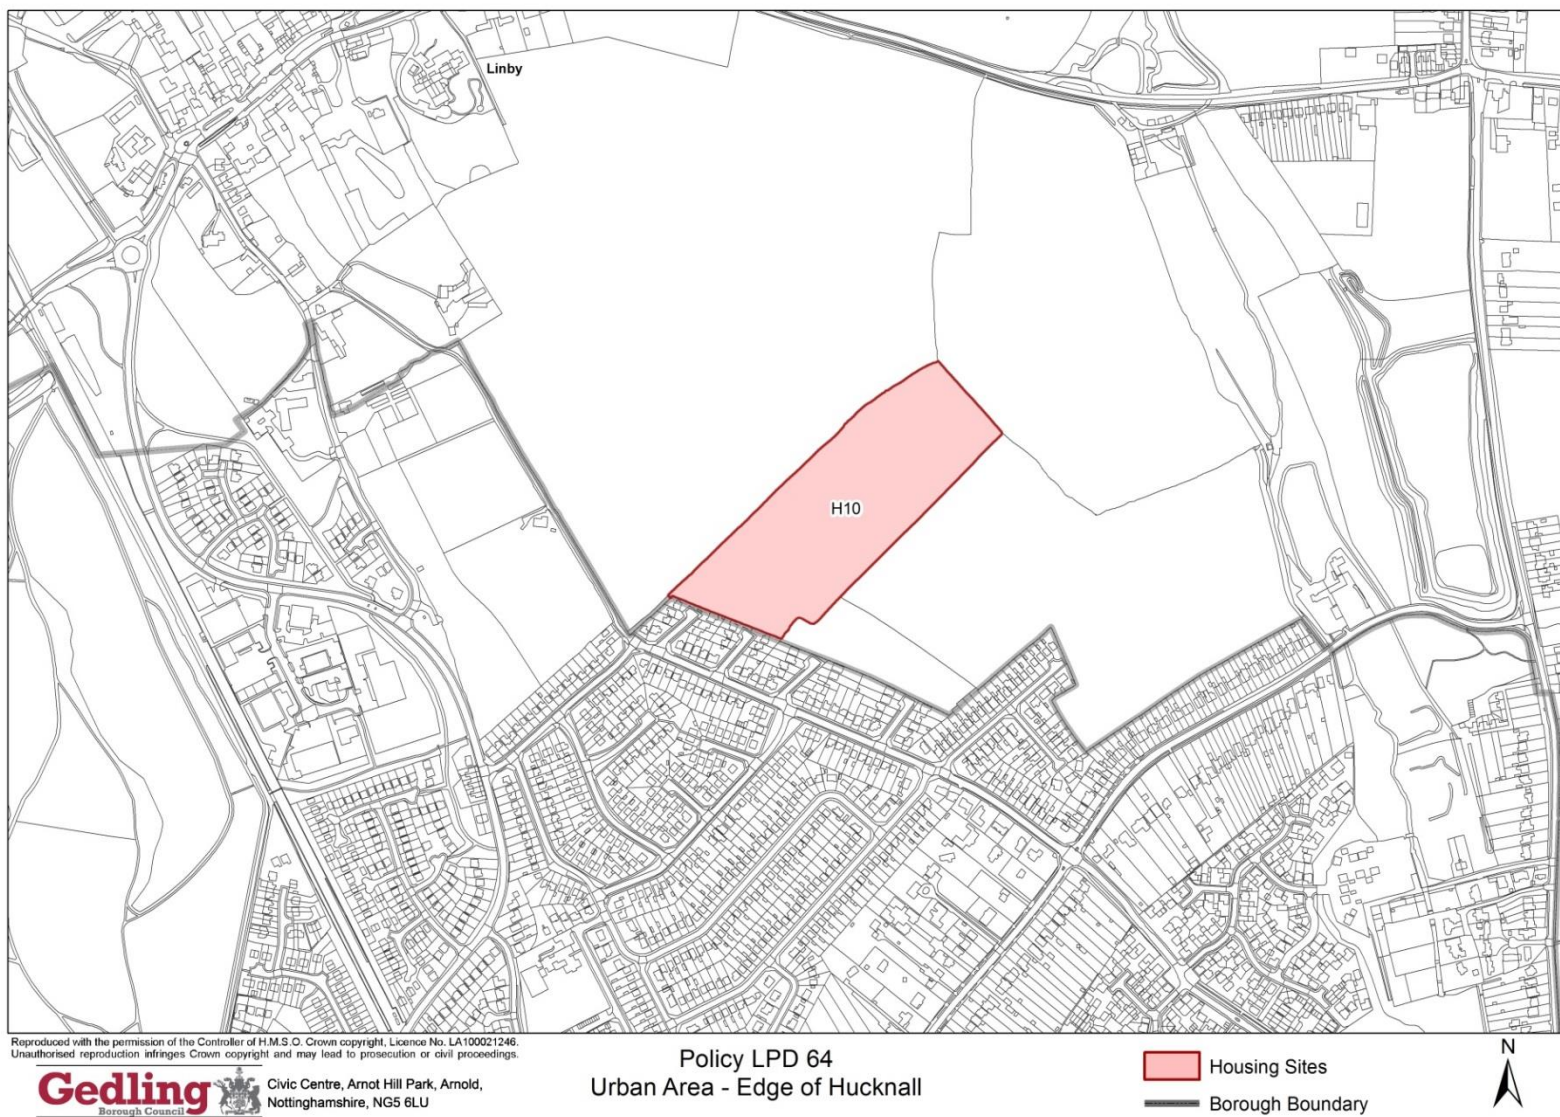 Linby
H10
Reproduced with the permission of the Controller of H.M.S.O. Crown copyright, Licence No. LA100021246.
Unauthorised reproduction infringes Crown copyright and may lead to prosecution or civil proceedings.
Gedling
Borough Council
Civic Centre, Arnot Hill Park, Arnold,
Nottinghamshire, NG5 6LU
Policy LPD 64
Urban Area - Edge of Hucknall
Housing Sites
Borough Boundary
N